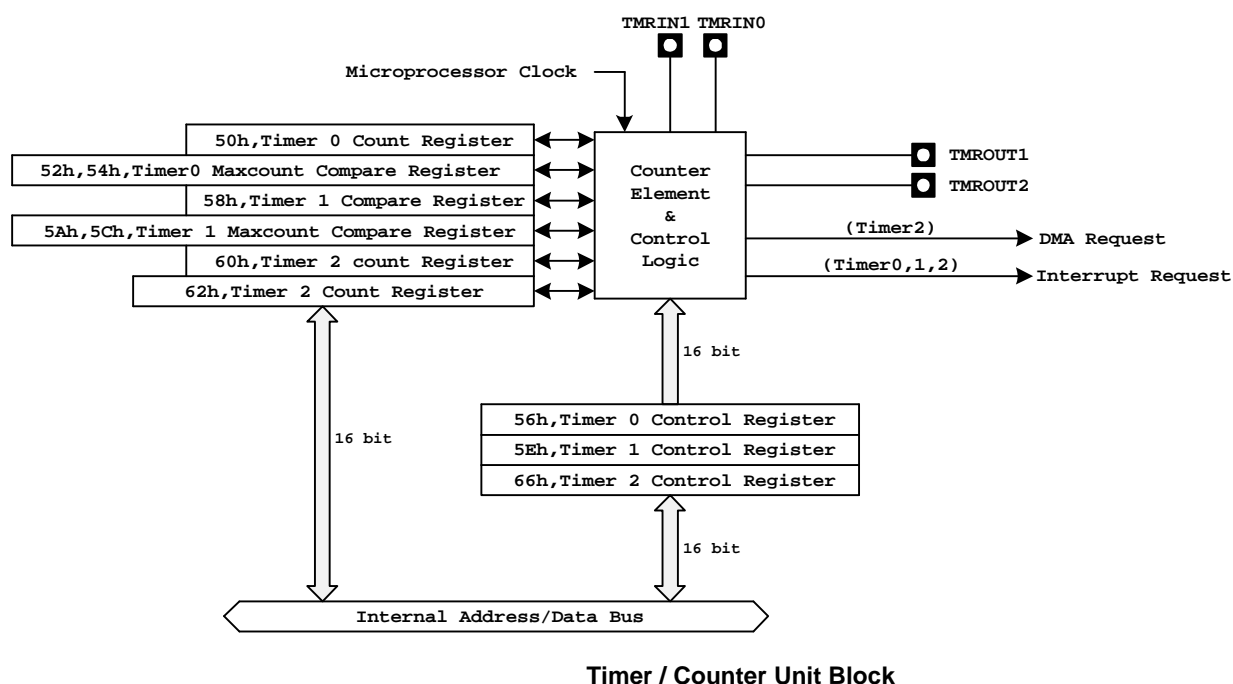 TMRIN1 TMRIN0
Microprocessor Clock
50h,Timer 0 Count Register
52h,54h,Timer0 Maxcount Compare Register
58h,Timer 1 Compare Register
5Ah,5Ch,Timer 1 Maxcount Compare Register
60h,Timer 2 count Register
62h,Timer 2 Count Register
Counter
Element
&
Control
Logic
TMROUT1
TMROUT2
(Timer2)
DMA Request
(Timer0,1,2)
Interrupt Request
16 bit
56h,Timer 0 Control Register
5Eh,Timer 1 Control Register
66h,Timer 2 Control Register
16 bit
16 bit
Internal Address/Data Bus
Timer / Counter Unit Block